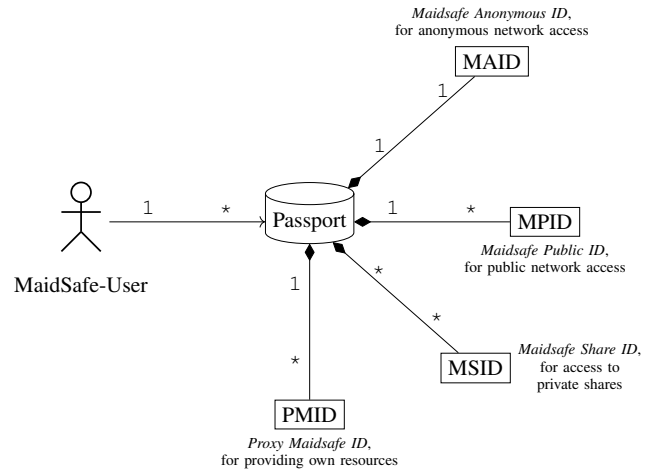 Maidsafe Anonymous ID,
for anonymous network access
MAID
1
1
1
*
Passport
1
*
MPID
MaidSafe-User
Maidsafe Public ID,
for public network access
1
*
*
*
Maidsafe Share ID,
for access to
private shares
MSID
PMID
Proxy Maidsafe ID,
for providing own resources